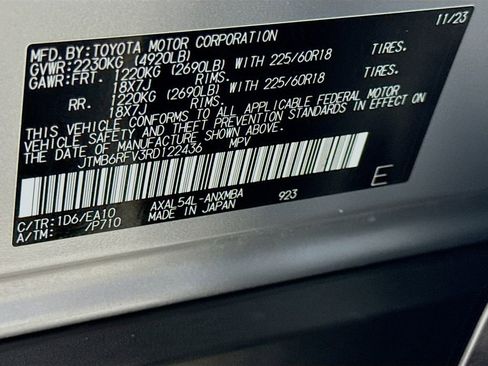 MFD. BY: TOYOTA MOTOR CORPORATION 11/23
GVWR: 2230KG (4920LB)
GAWR: FRT. 1220KG (2690LB) WITH 225/60R18 TIRES.
18X7J RIMS.
RR. 1220KG (2690LB) WITH 225/60R18 TIRES.
18X7J RIMS.
THIS VEHICLE CONFORMS TO ALL APPLICABLE FEDERAL MOTOR
VEHICLE SAFETY AND THEFT PREVENTION STANDARDS IN EFFECT
ON THE DATE OF MANUFACTURE SHOWN ABOVE.
JTMB6RFV3RD122436 MPV
C/TR: 1D6/EA10 AXAL54L-ANXMBA 923 E
A/TM: /P710 MADE IN JAPAN